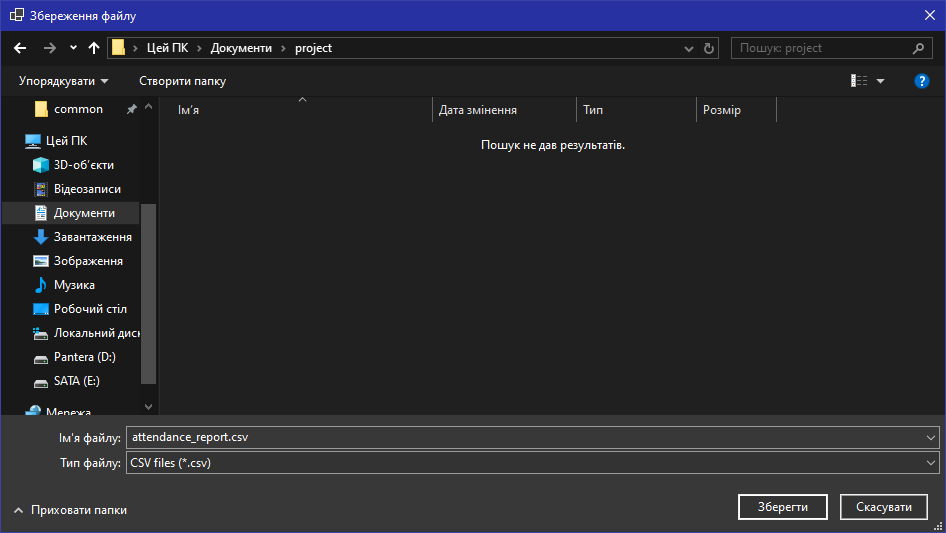 Збереження файлу
Цей ПК
Документи
project
Пошук: project
Упорядкувати
Створити папку
common
Цей ПК
3D-об'єкти
Відеозаписи
Документи
Завантаження
Зображення
Музика
Робочий стіл
Локальний диск
Pantera (D:)
SATA (E:)
Мережа
Ім'я
Дата змінення
Тип
Розмір
Пошук не дав результатів.
Ім'я файлу:
attendance_report.csv
Тип файлу:
CSV files (*.csv)
Приховати папки
Зберегти
Скасувати